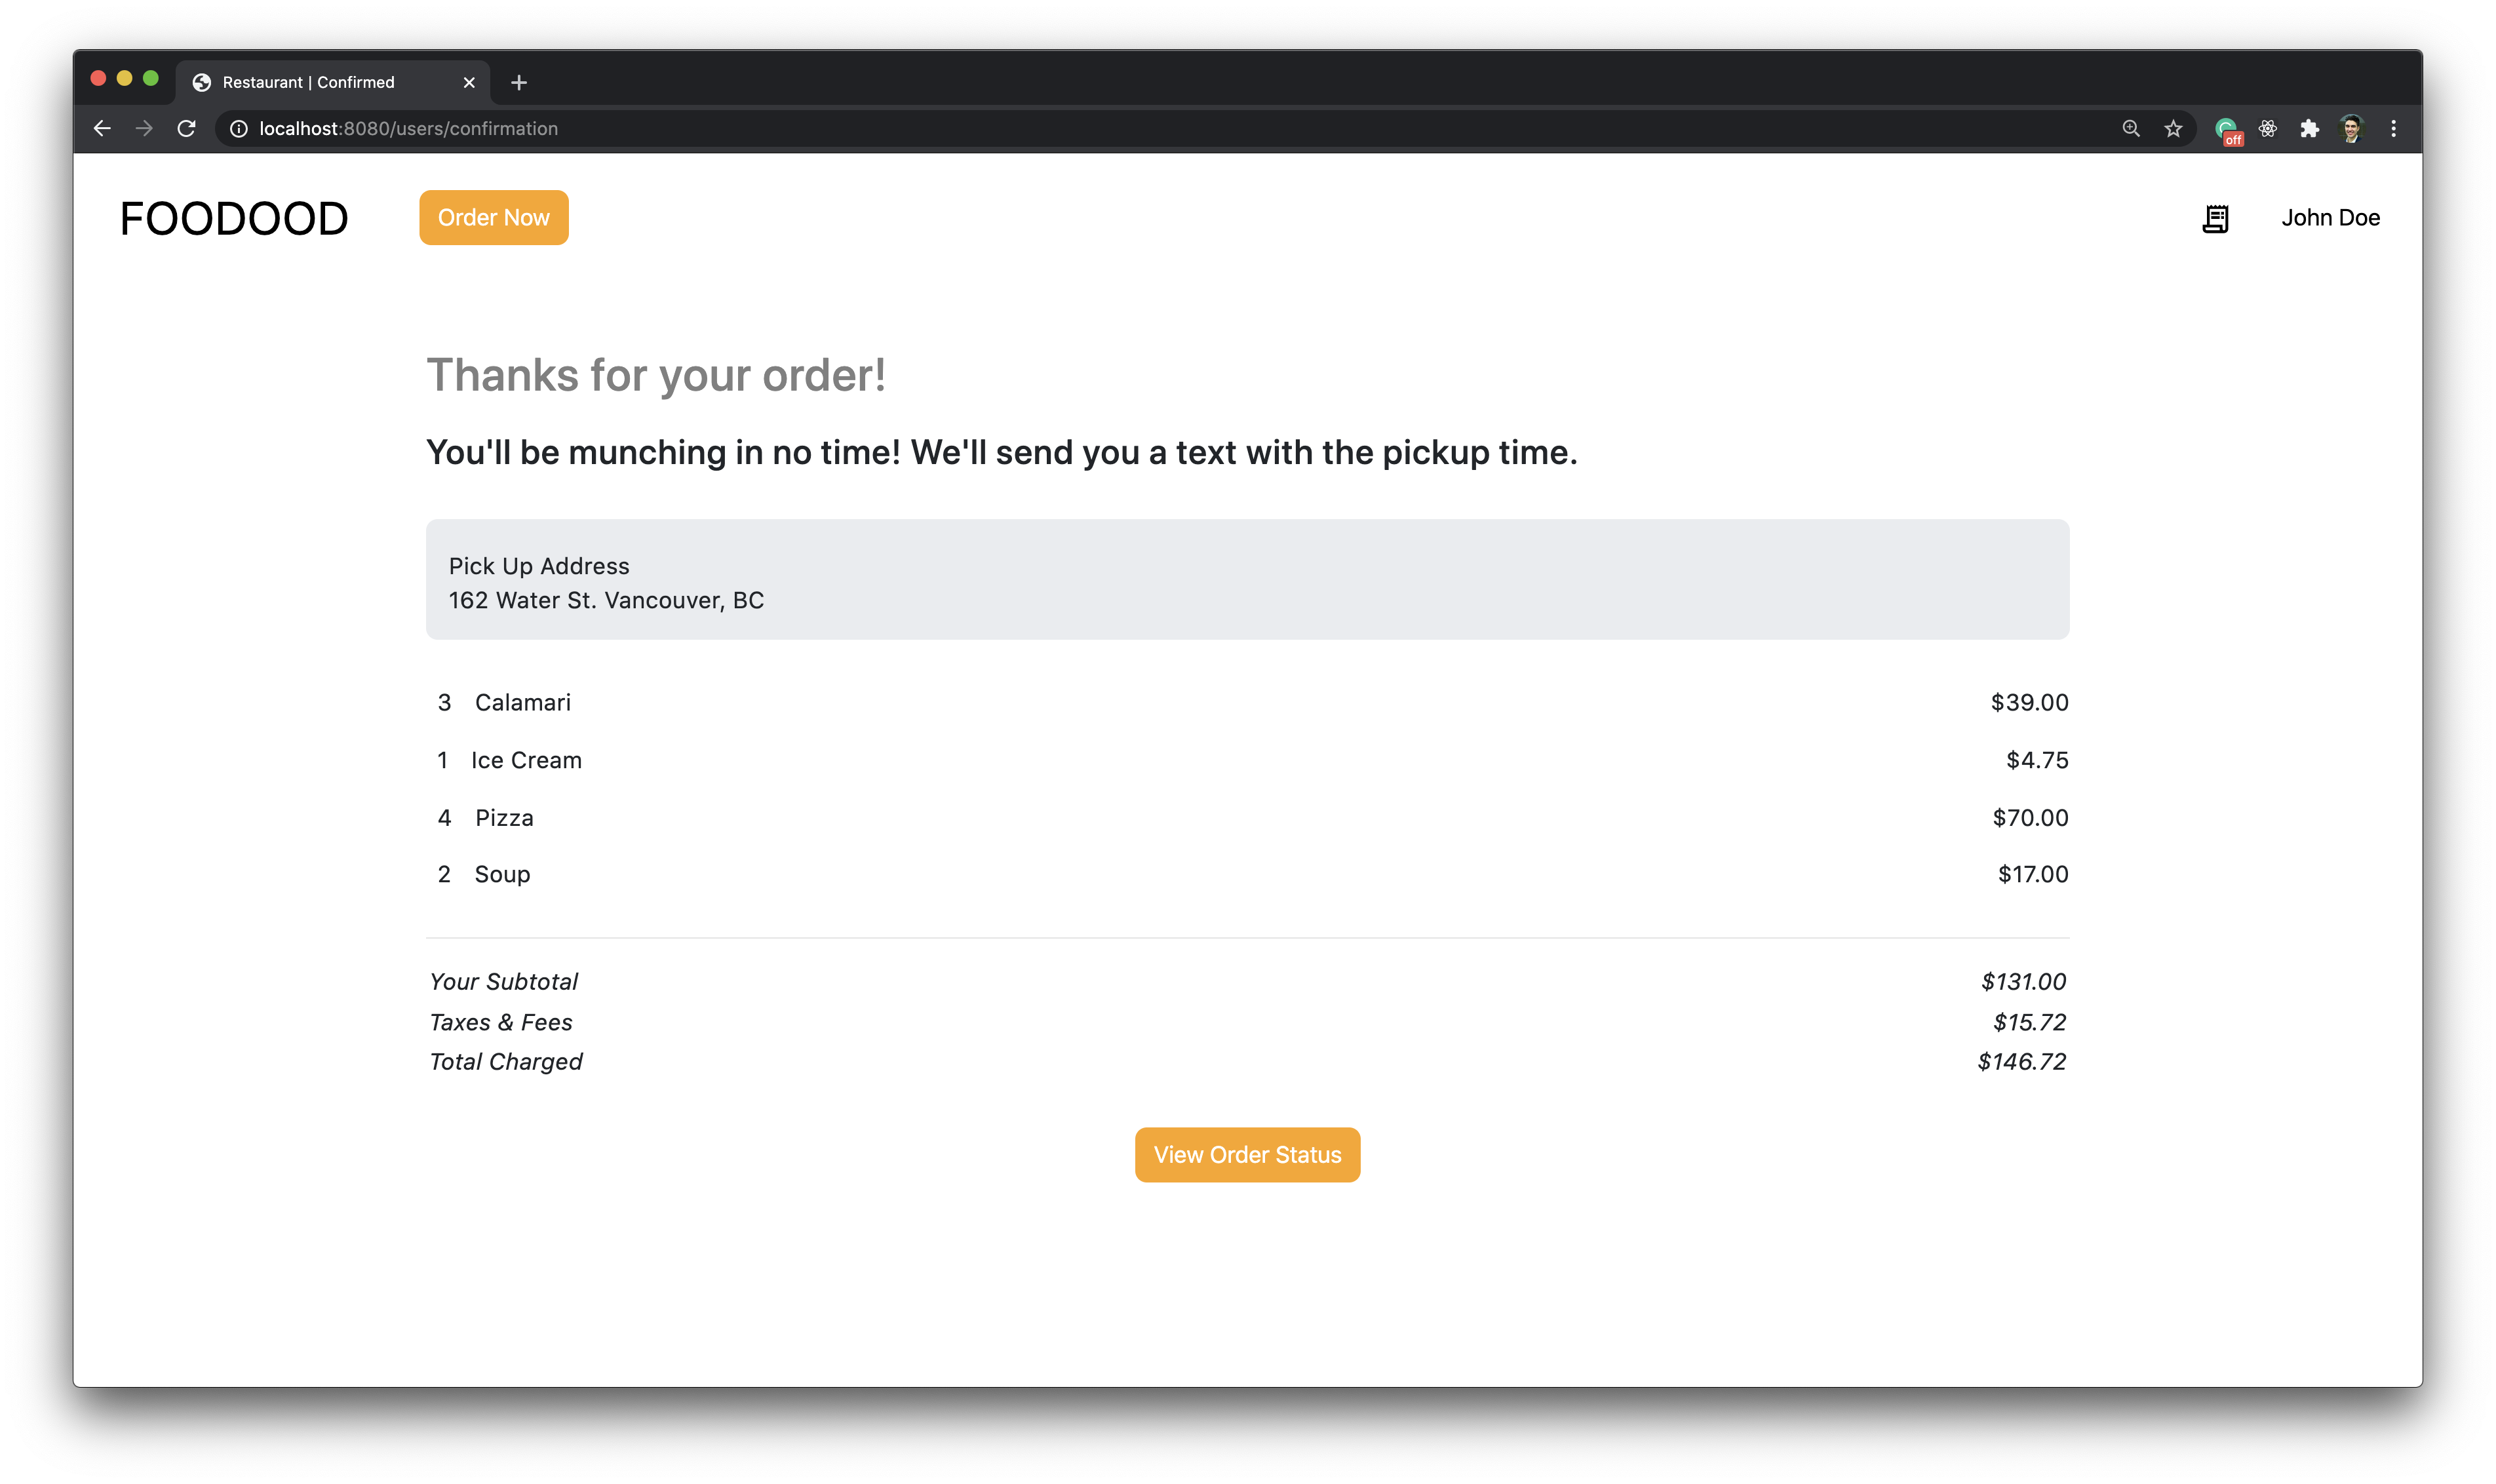 Restaurant | Confirmed
localhost:8080/users/confirmation
off
FOODOOD Order Now John Doe
Thanks for your order!
You'll be munching in no time! We'll send you a text with the pickup time.
Pick Up Address
162 Water St. Vancouver, BC
3 Calamari $39.00
1 Ice Cream $4.75
4 Pizza $70.00
2 Soup $17.00
Your Subtotal $131.00
Taxes & Fees $15.72
Total Charged $146.72
View Order Status